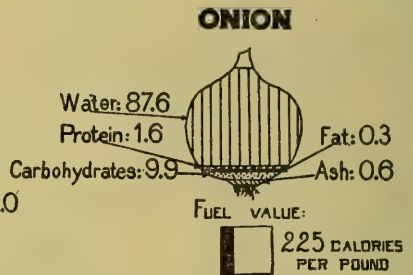 ONION
Water: 87.6
Protein: 1.6
Fat: 0.3
Carbohydrates: 9.9
Ash: 0.6
.0
FUEL VALUE:
225 CALORIES
PER POUND